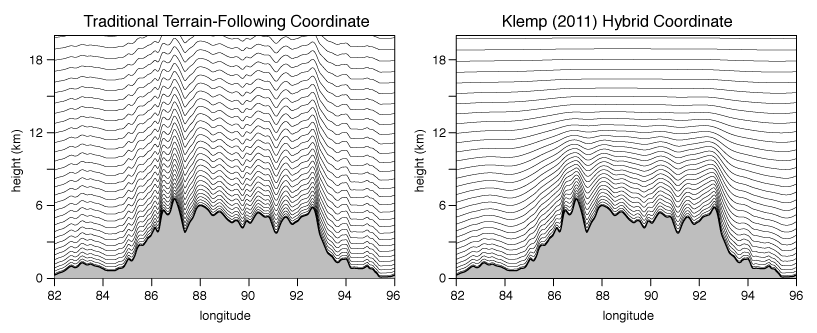 Traditional Terrain-Following Coordinate
18
12
6
0
height (km)
82 84 86 88 90 92 94 96
longitude
Klemp (2011) Hybrid Coordinate
18
12
6
0
height (km)
82 84 86 88 90 92 94 96
longitude